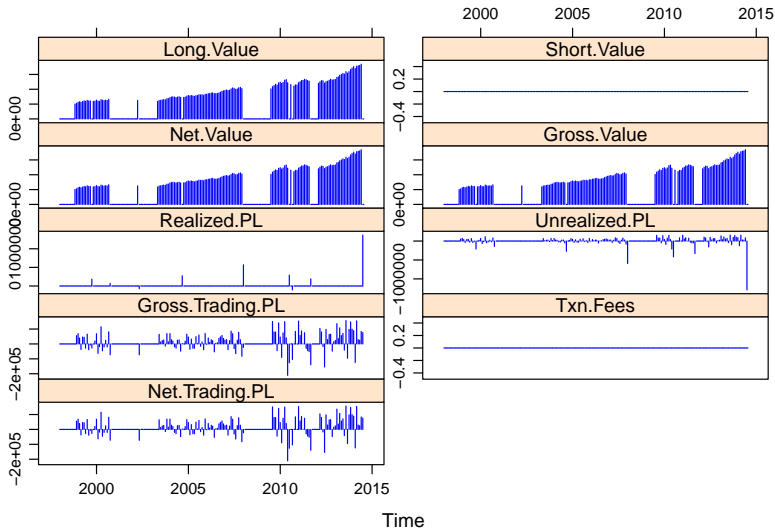 2000 2005 2010 2015
Long.Value
0e+00
Short.Value
−0.4 0.2
Net.Value
0e+00
Gross.Value
0e+00
Realized.PL
0 1000000
Unrealized.PL
−1000000
Gross.Trading.PL
−2e+05
Txn.Fees
−0.4 0.2
Net.Trading.PL
−2e+05
2000 2005 2010 2015
Time